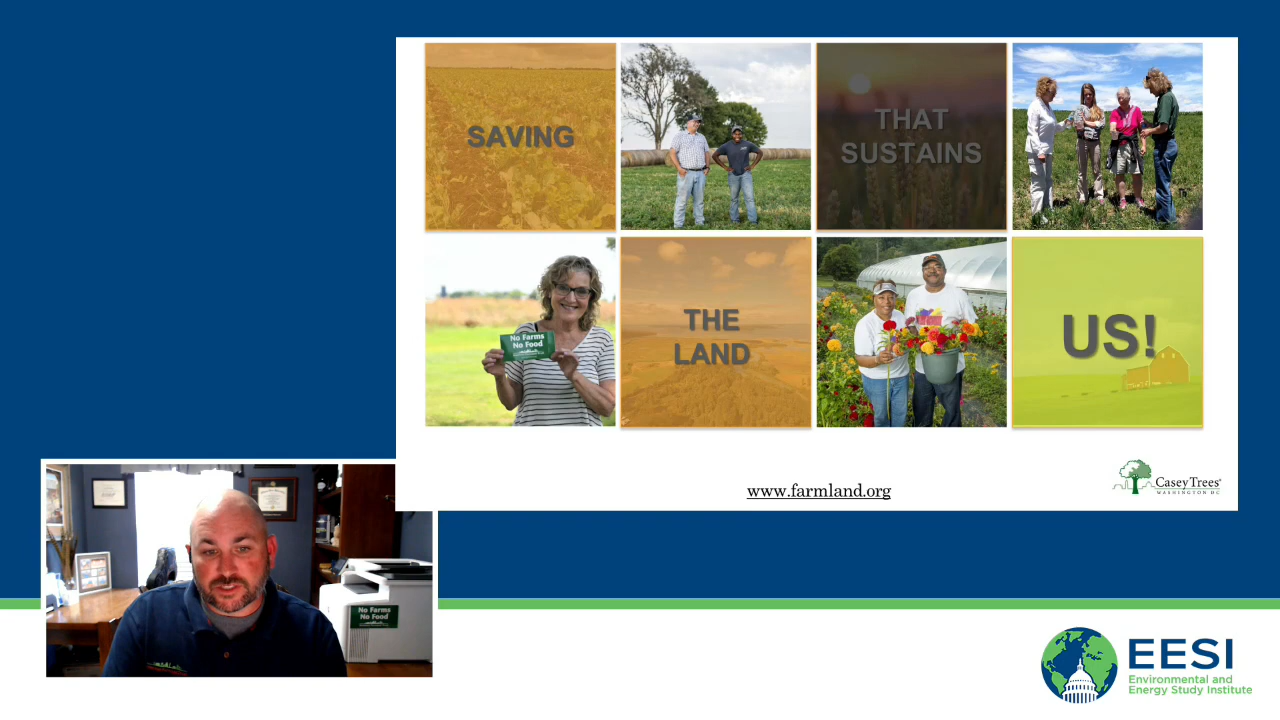 SAVING
THAT
SUSTAINS
No Farms
No Food
THE
LAND
US!
www.farmland.org
Casey Trees
WASHINGTON DC
No Farms
No Food
EESI
Environmental and
Energy Study Institute